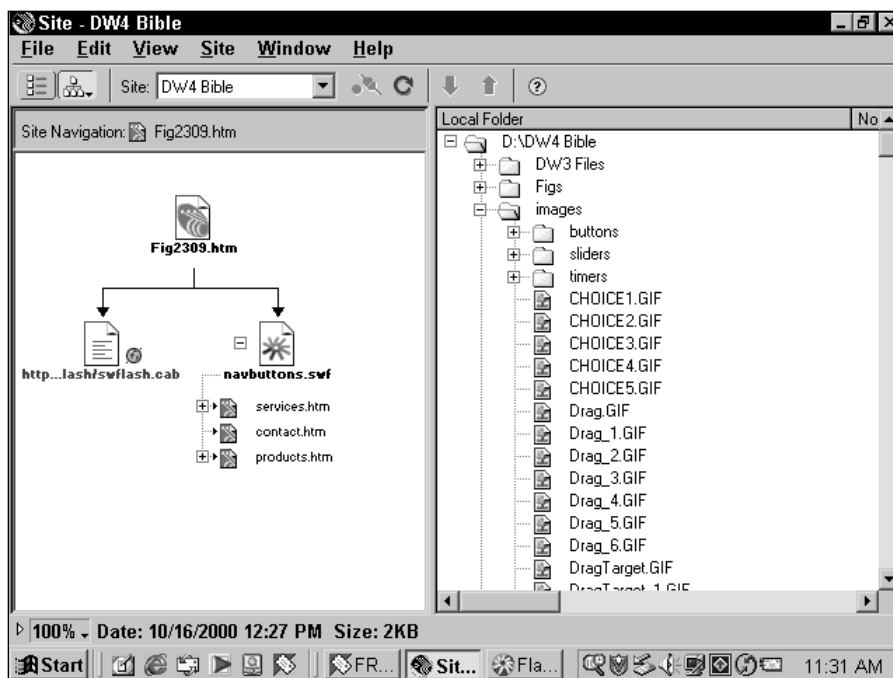 Site - DW4 Bible
File Edit View Site Window Help
Site: DW4 Bible
Site Navigation: Fig2309.htm
Fig2309.htm
http...lash/swflash.cab
navbuttons.swf
services.htm
contact.htm
products.htm
Local Folder No
D:\DW4 Bible
DW3 Files
Figs
images
buttons
sliders
timers
CHOICE1.GIF
CHOICE2.GIF
CHOICE3.GIF
CHOICE4.GIF
CHOICE5.GIF
Drag.GIF
Drag_1.GIF
Drag_2.GIF
Drag_3.GIF
Drag_4.GIF
Drag_5.GIF
Drag_6.GIF
DragTarget.GIF
DragTarget_1.GIF
100% Date: 10/16/2000 12:27 PM Size: 2KB
Start FR... Sit... Fla... 11:31 AM